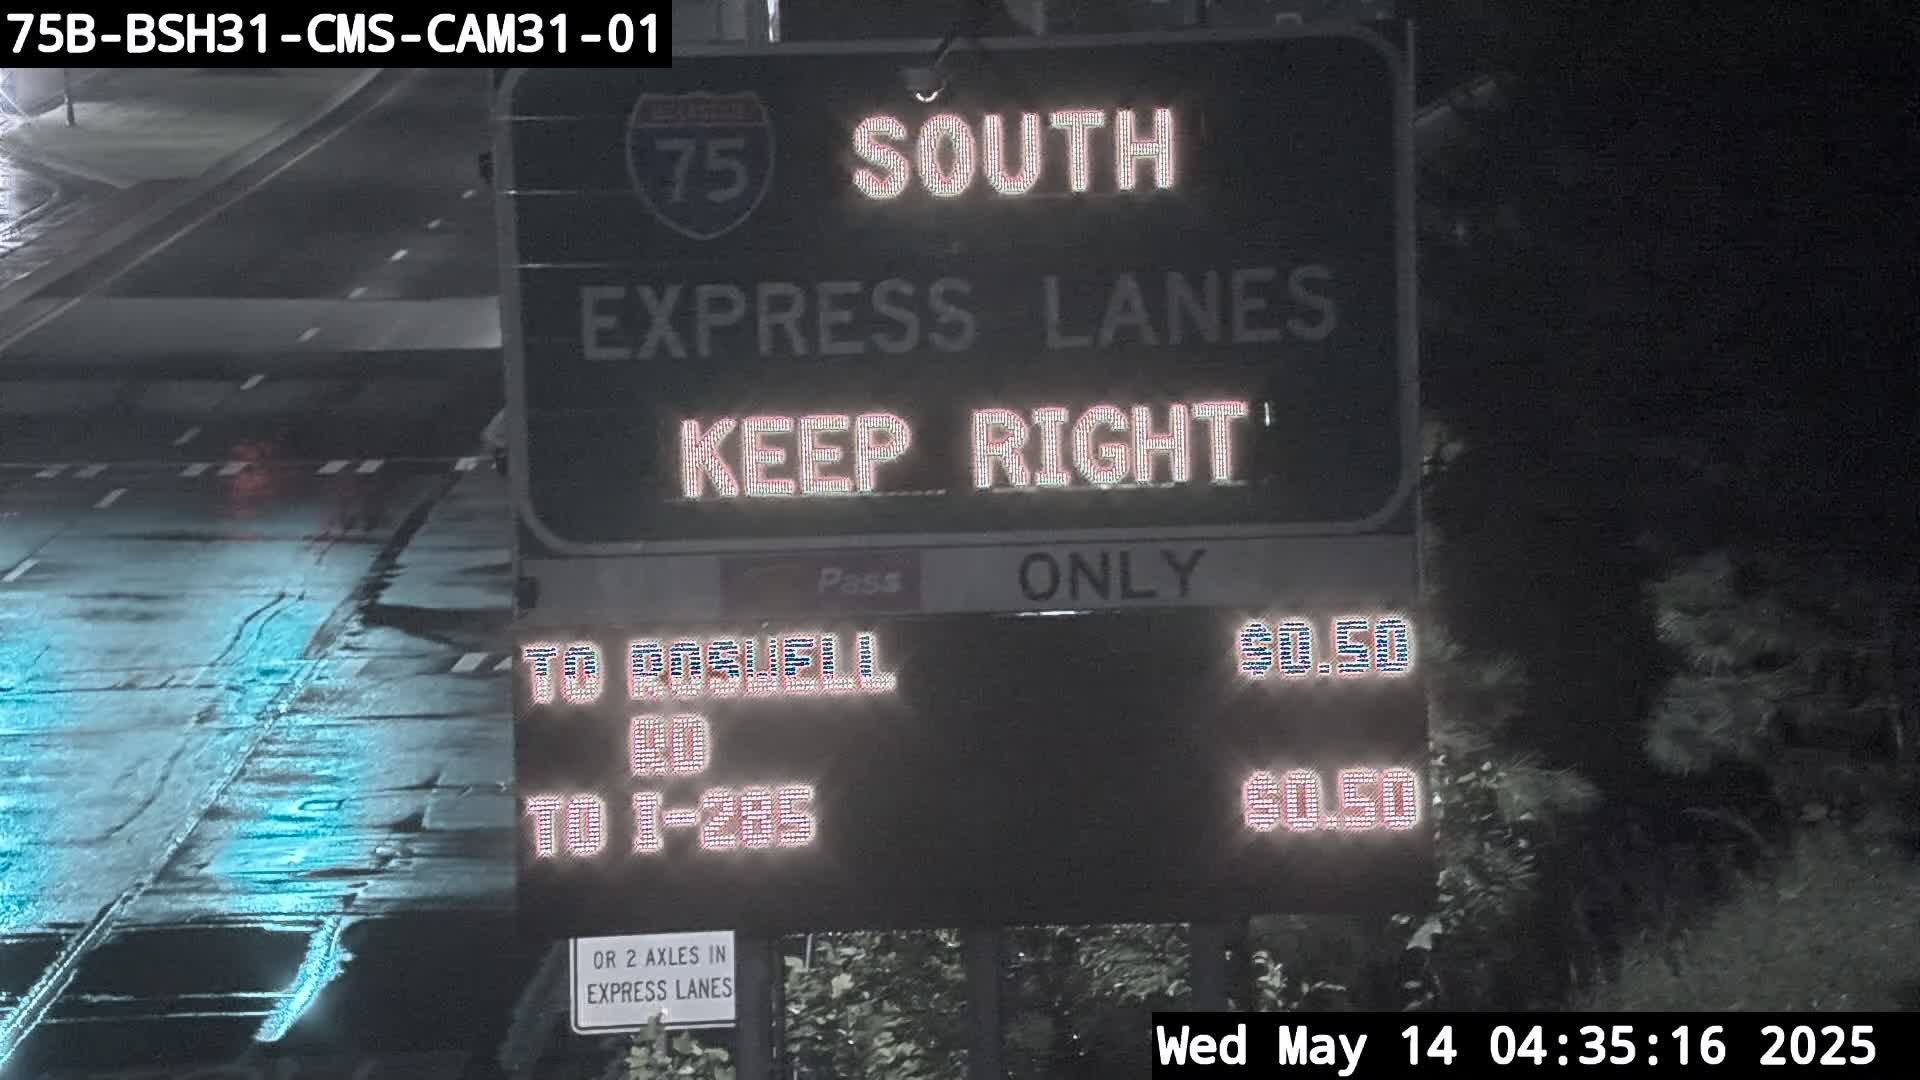 75B-BSH31-CMS-CAM31-01
75 SOUTH
EXPRESS LANES
KEEP RIGHT
Pass ONLY
TO ROSWELL $0.50
RD
TO I-285 $0.50
OR 2 AXLES IN
EXPRESS LANES
Wed May 14 04:35:16 2025